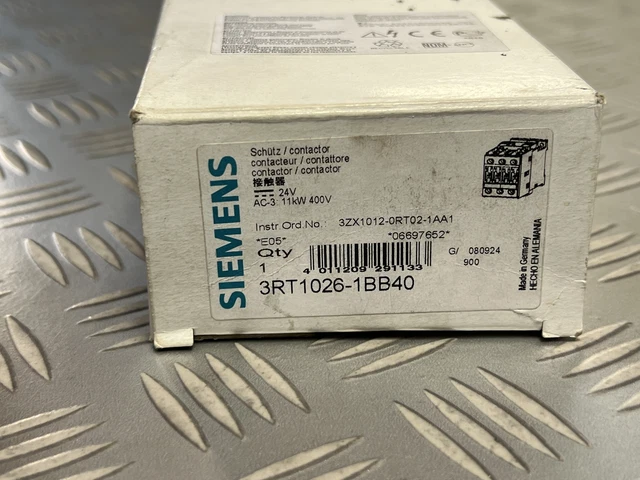 NOM
SIEMENS
Schütz / contactor
contacteur / contattore
contactor / contactor
接触器
24V
AC-3: 11kW 400V
Instr.Ord.No.: 3ZX1012-0RT02-1AA1
*E05* *06697652*
Qty
1
4 011209 291133
G/ 080924
900
3RT1026-1BB40
Made in Germany
HECHO EN ALEMANIA